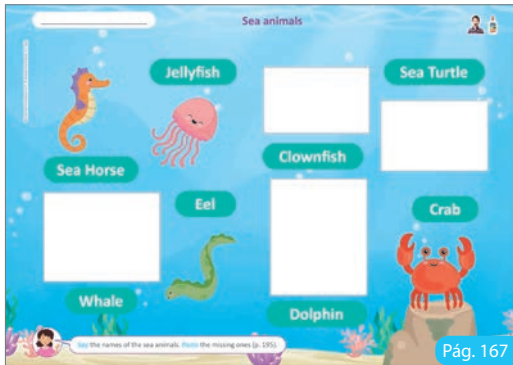 Sea animals
Jellyfish
Sea Turtle
Clownfish
Sea Horse
Eel
Crab
Whale
Dolphin
Say the names of the sea animals. Paste the missing ones (p. 195).
Pág. 167